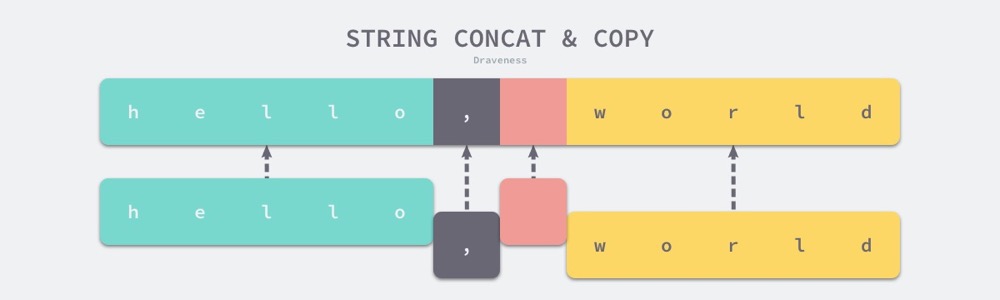 STRING CONCAT & COPY
Draveness
h e l l o , w o r l d
h e l l o
, w o r l d